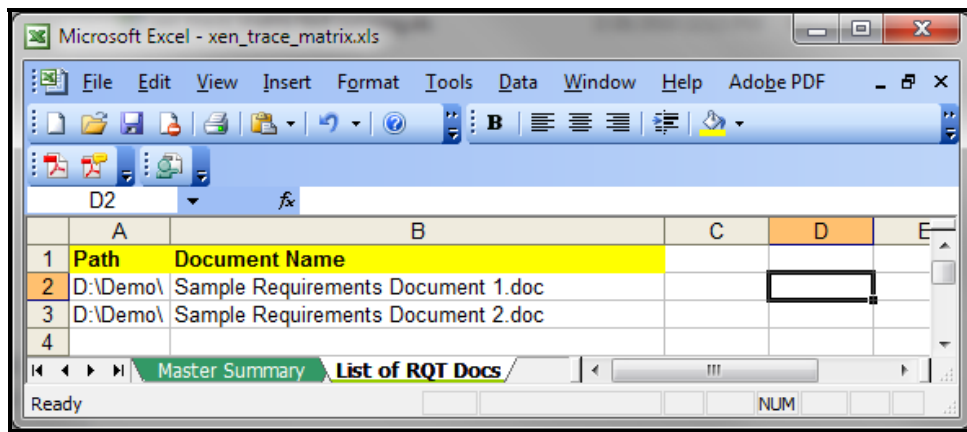 Microsoft Excel - xen_trace_matrix.xls
File Edit View Insert Format Tools Data Window Help Adobe PDF
B
D2 fx
A B C D E
1 Path Document Name
2 D:\Demo\ Sample Requirements Document 1.doc
3 D:\Demo\ Sample Requirements Document 2.doc
4
Master Summary List of RQT Docs
Ready NUM